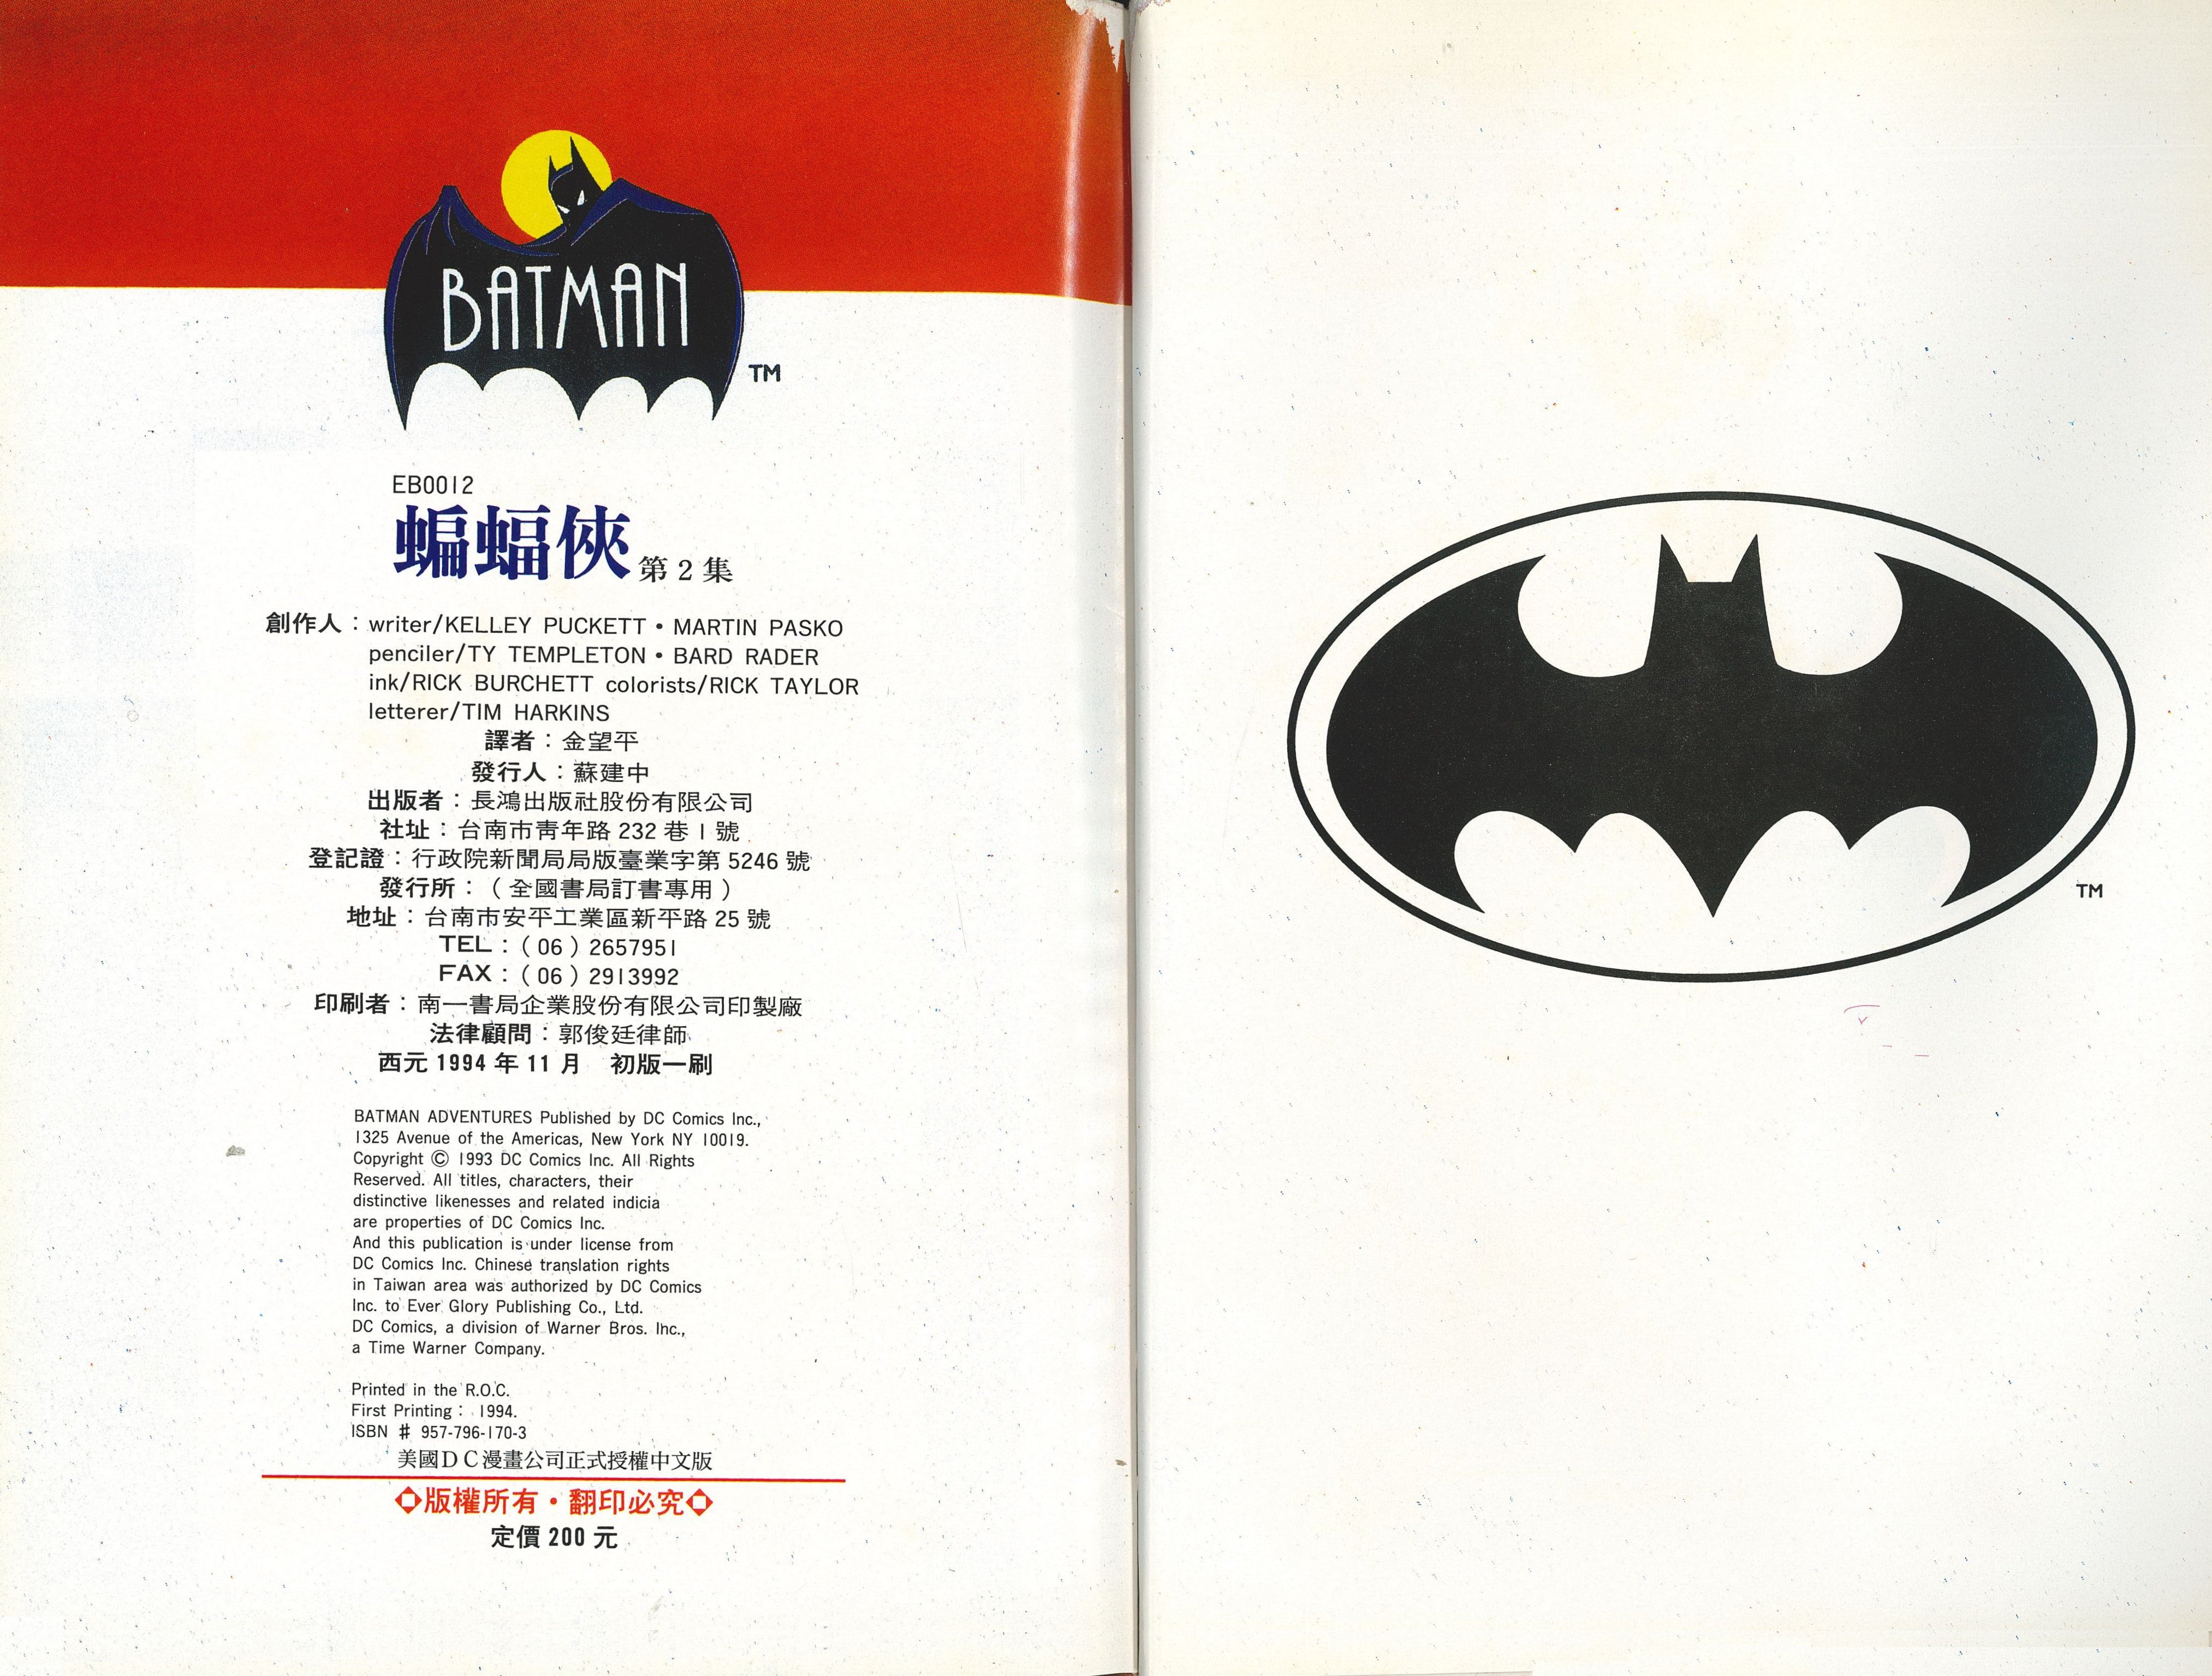 BATMAN
TM
EB0012
蝙蝠俠 第2集
創作人：writer/KELLEY PUCKETT • MARTIN PASKO
penciler/TY TEMPLETON • BARD RADER
ink/RICK BURCHETT colorists/RICK TAYLOR
letterer/TIM HARKINS
譯者：金望平
發行人：蘇建中
出版者：長鴻出版社股份有限公司
社址：台南市青年路232巷1號
登記證：行政院新聞局局版臺業字第5246號
發行所：（全國書局訂書專用）
地址：台南市安平工業區新平路25號
TEL：(06) 2657951
FAX：(06) 2913992
印刷者：南一書局企業股份有限公司印製廠
法律顧問：郭俊廷律師
西元1994年11月　初版一刷
BATMAN ADVENTURES Published by DC Comics Inc.,
1325 Avenue of the Americas, New York NY 10019.
Copyright © 1993 DC Comics Inc. All Rights
Reserved. All titles, characters, their
distinctive likenesses and related indicia
are properties of DC Comics Inc.
And this publication is under license from
DC Comics Inc. Chinese translation rights
in Taiwan area was authorized by DC Comics
Inc. to Ever Glory Publishing Co., Ltd.
DC Comics, a division of Warner Bros. Inc.,
a Time Warner Company.
Printed in the R.O.C.
First Printing： 1994.
ISBN # 957-796-170-3
美國DC漫畫公司正式授權中文版
◇版權所有・翻印必究◇
定價200元
TM